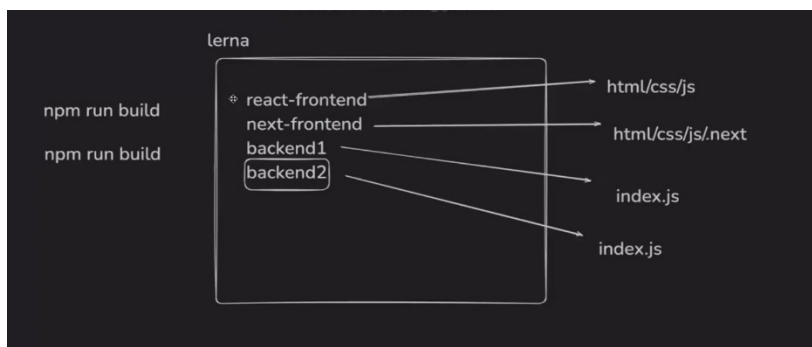 lerna
npm run build
npm run build
react-frontend
next-frontend
backend1
backend2
html/css/js
html/css/js/.next
index.js
index.js